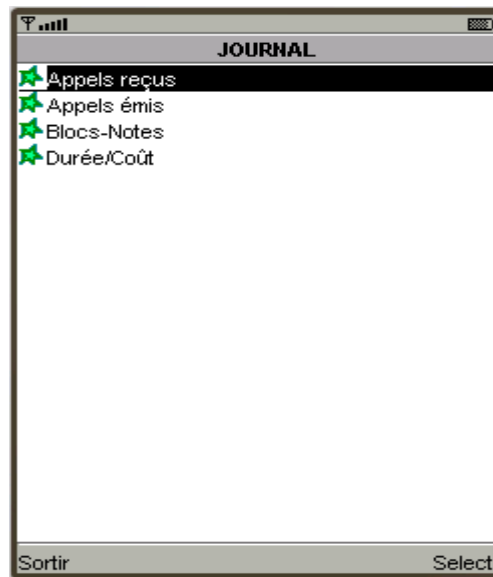 JOURNAL
Appels reçus
Appels émis
Blocs-Notes
Durée/Coût
Sortir Select